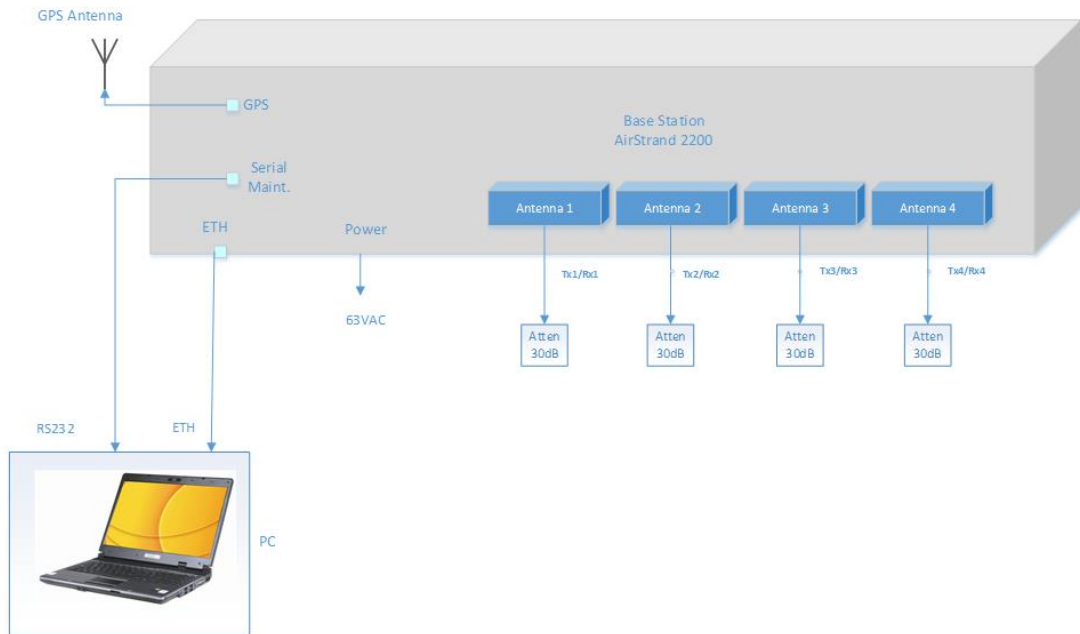 GPS Antenna
GPS
Base Station
AirStrand 2200
Serial
Maint.
Antenna 1
Antenna 2
Antenna 3
Antenna 4
ETH
Power
Tx1/Rx1
Tx2/Rx2
Tx3/Rx3
Tx4/Rx4
63VAC
Atten
30dB
Atten
30dB
Atten
30dB
Atten
30dB
RS232
ETH
PC